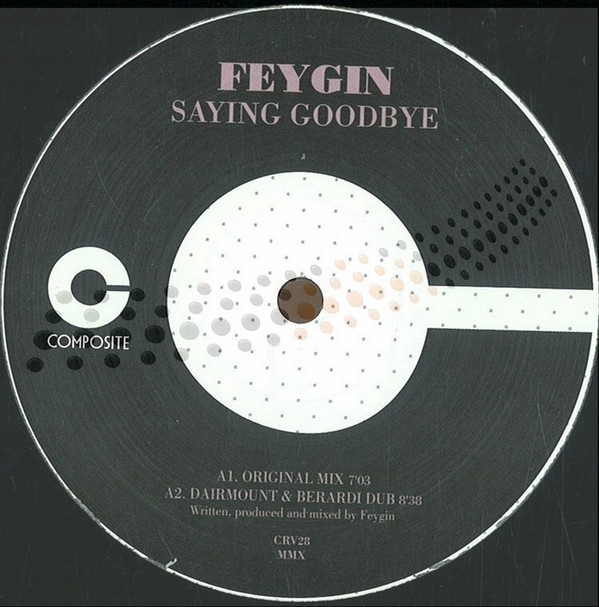 FEYGIN
SAYING GOODBYE
COMPOSITE
A1. ORIGINAL MIX 7'03
A2. DAIRMOUNT & BERARDI DUB 8'38
Written, produced and mixed by Feygin
CRV28
MMX